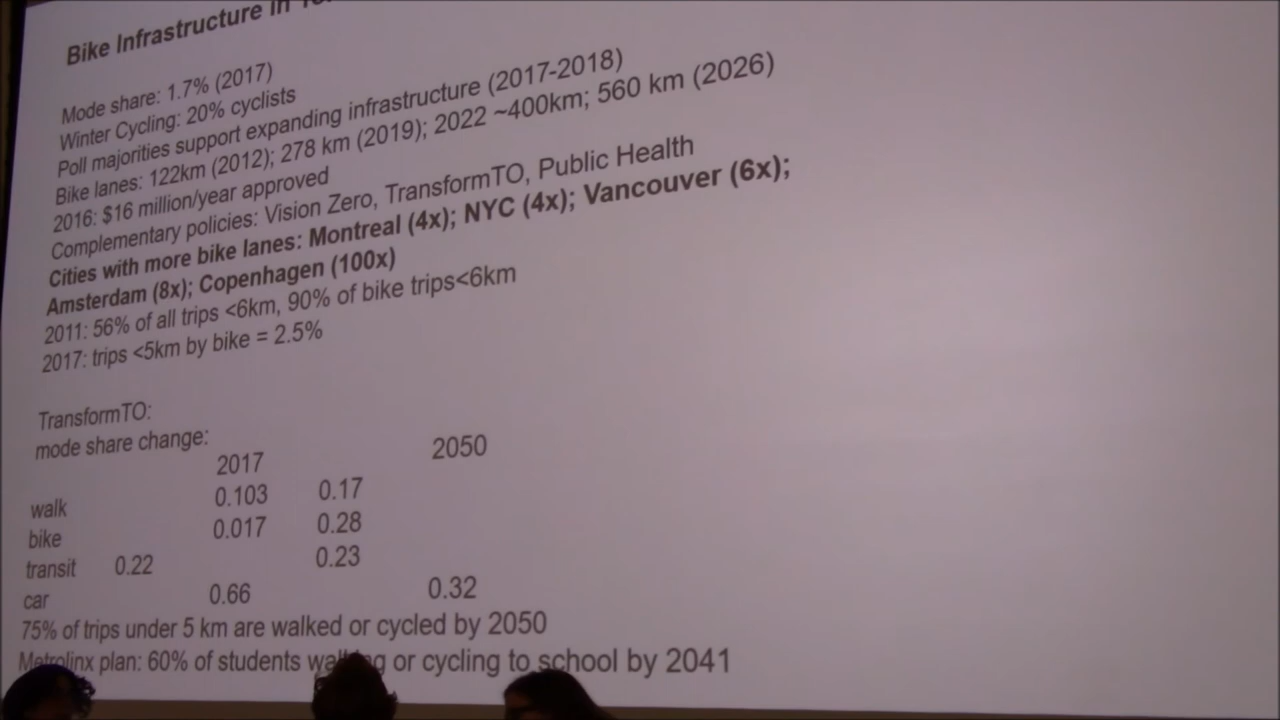 Bike Infrastructure in
Mode share: 1.7% (2017)
Winter Cycling: 20% cyclists
Poll majorities support expanding infrastructure (2017-2018)
Bike lanes: 122km (2012); 278 km (2019); 2022 ~400km; 560 km (2026)
2016: $16 million/year approved
Complementary policies: Vision Zero, TransformTO, Public Health
Cities with more bike lanes: Montreal (4x); NYC (4x); Vancouver (6x);
Amsterdam (8x); Copenhagen (100x)
2011: 56% of all trips <6km, 90% of bike trips<6km
2017: trips <5km by bike = 2.5%
TransformTO:
mode share change:
2017 2050
walk 0.103 0.17
bike 0.017 0.28
transit 0.22 0.23
car 0.66 0.32
75% of trips under 5 km are walked or cycled by 2050
Metrolinx plan: 60% of students walking or cycling to school by 2041